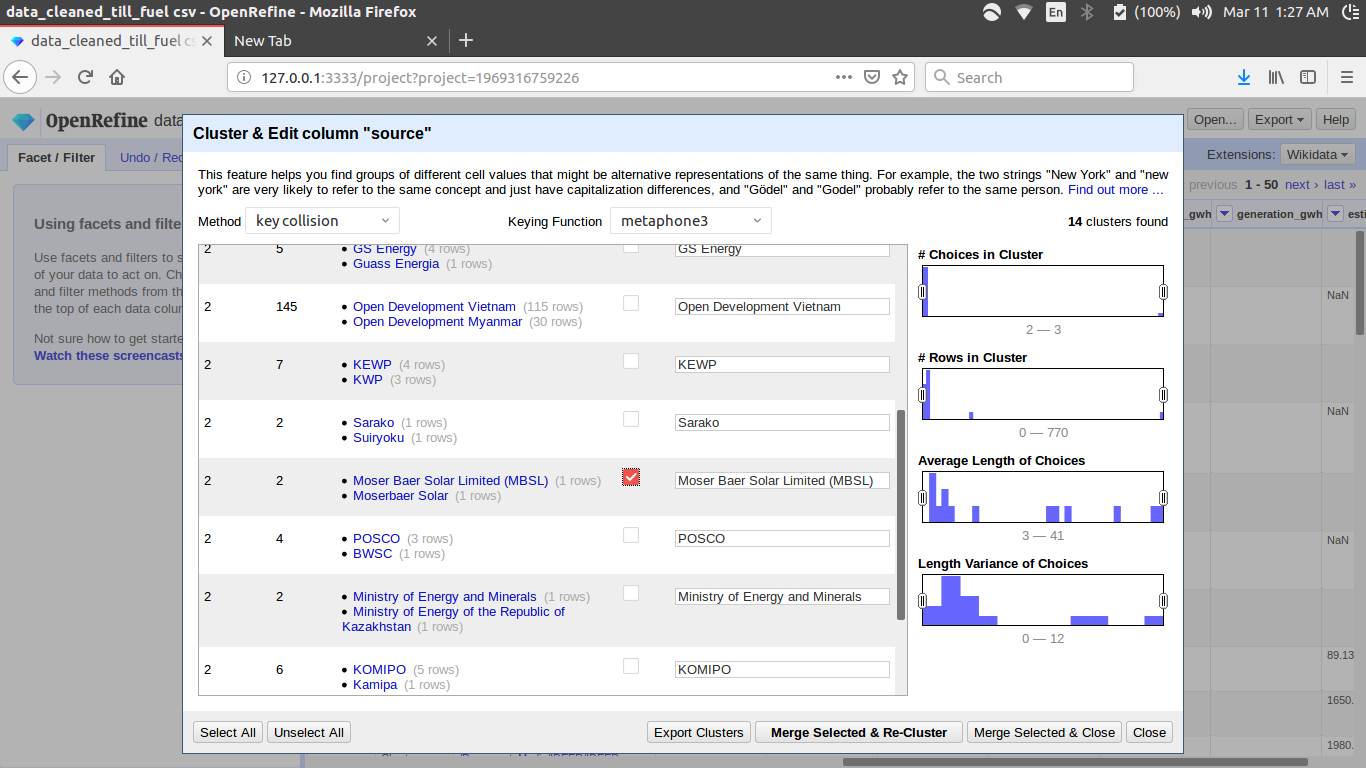 data_cleaned_till_fuel csv - OpenRefine - Mozilla Firefox
En
(100%)
Mar 11 1:27 AM
data_cleaned_till_fuel cs
New Tab
127.0.0.1:3333/project?project=1969316759226
Search
OpenRefine data
Open...
Export
Help
Facet / Filter
Undo / Red
Extensions:
Wikidata
previous 1 - 50 next › last »
_gwh
generation_gwh
esti
Using facets and filte
Use facets and filters to s
of your data to act on. Ch
and filter methods from th
the top of each data colum
Not sure how to get starte
Watch these screencasts
Cluster & Edit column "source"
This feature helps you find groups of different cell values that might be alternative representations of the same thing. For example, the two strings "New York" and "new
york" are very likely to refer to the same concept and just have capitalization differences, and "Gödel" and "Godel" probably refer to the same person. Find out more ...
Method key collision
Keying Function metaphone3
14 clusters found
2 5 • GS Energy (4 rows) GS Energy
• Guass Energia (1 rows)
2 145 • Open Development Vietnam (115 rows) Open Development Vietnam
• Open Development Myanmar (30 rows)
2 7 • KEWP (4 rows) KEWP
• KWP (3 rows)
2 2 • Sarako (1 rows) Sarako
• Suiryoku (1 rows)
2 2 • Moser Baer Solar Limited (MBSL) (1 rows) Moser Baer Solar Limited (MBSL)
• Moserbaer Solar (1 rows)
2 4 • POSCO (3 rows) POSCO
• BWSC (1 rows)
2 2 • Ministry of Energy and Minerals (1 rows) Ministry of Energy and Minerals
• Ministry of Energy of the Republic of
Kazakhstan (1 rows)
2 6 • KOMIPO (5 rows) KOMIPO
• Kamipa (1 rows)
# Choices in Cluster
2 — 3
# Rows in Cluster
0 — 770
Average Length of Choices
3 — 41
Length Variance of Choices
0 — 12
NaN
NaN
NaN
89.13
1650.
1980.
Select All
Unselect All
Export Clusters
Merge Selected & Re-Cluster
Merge Selected & Close
Close